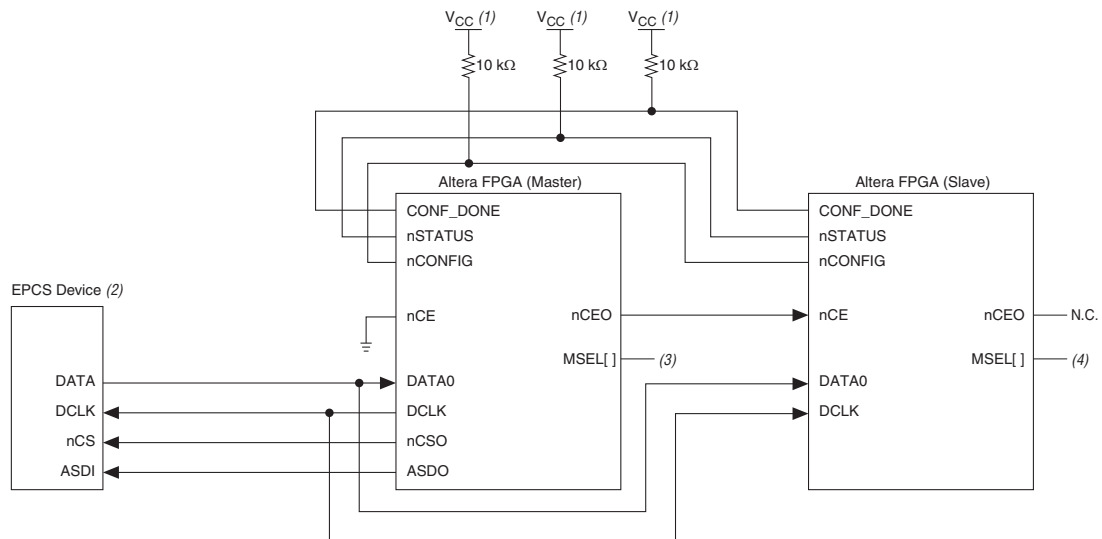 VCC (1) VCC (1) VCC (1)
10 kΩ 10 kΩ 10 kΩ
Altera FPGA (Master)
CONF_DONE
nSTATUS
nCONFIG
nCE
nCEO
MSEL[ ] (3)
DATA0
DCLK
nCSO
ASDO
Altera FPGA (Slave)
CONF_DONE
nSTATUS
nCONFIG
nCE
nCEO N.C.
MSEL[ ] (4)
DATA0
DCLK
EPCS Device (2)
DATA
DCLK
nCS
ASDI